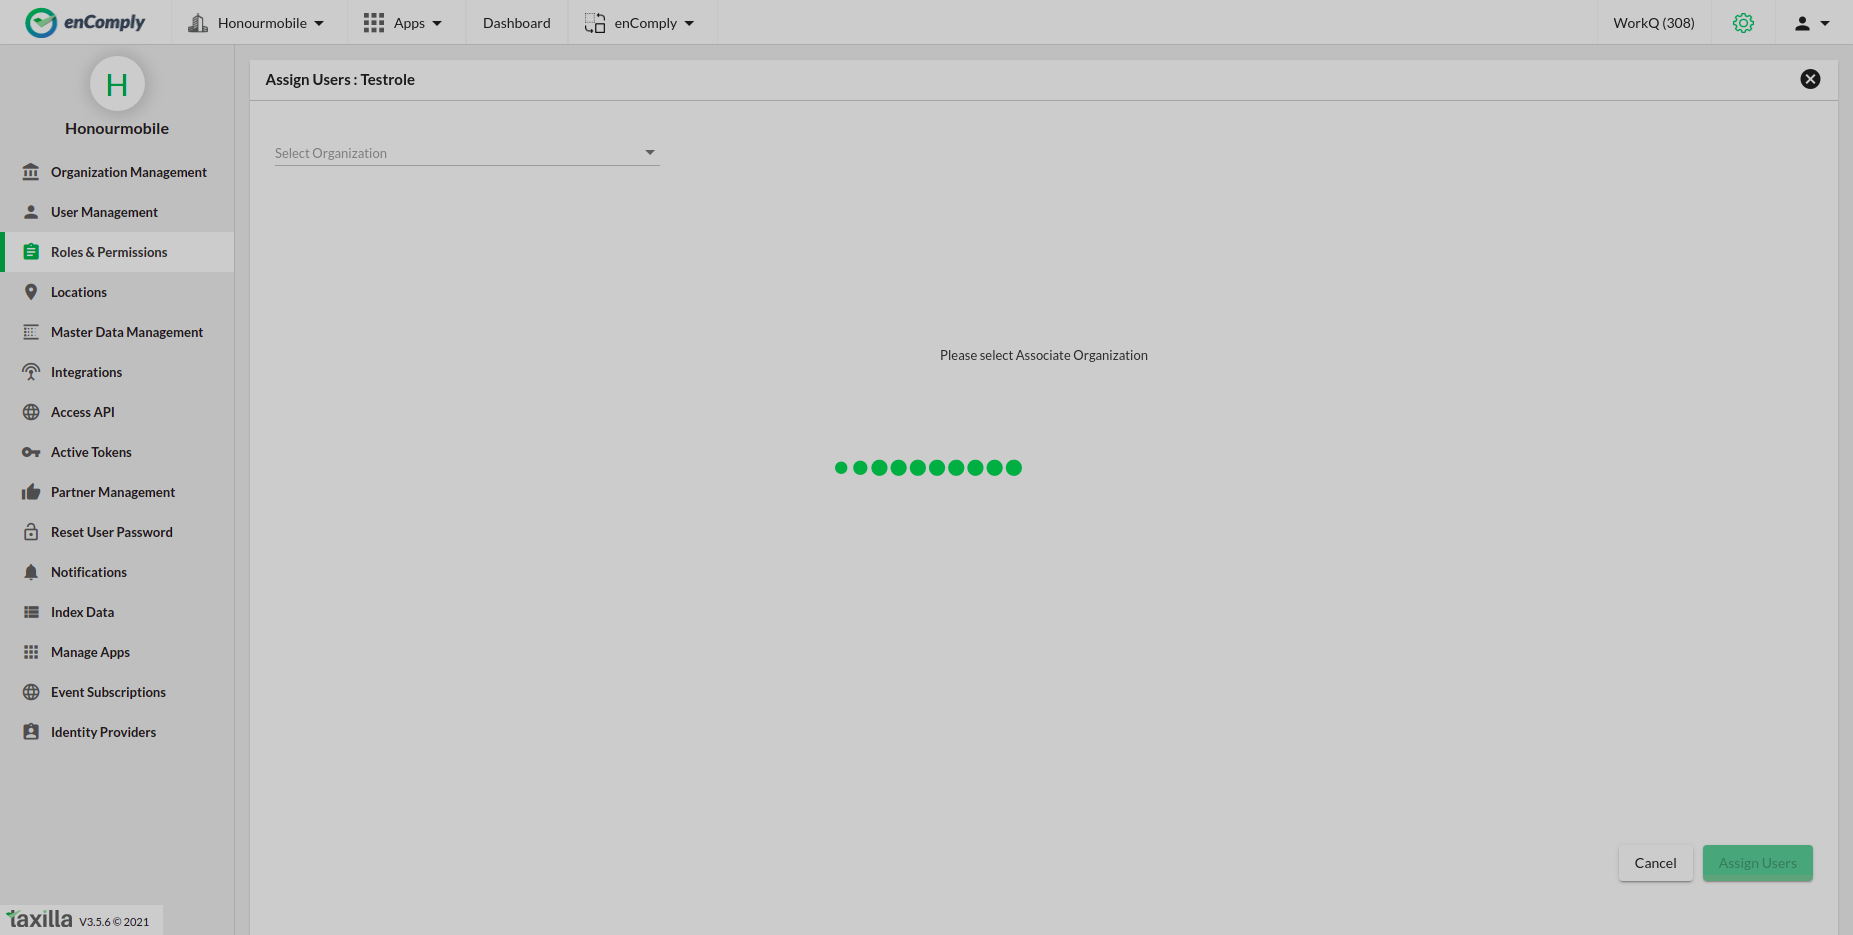 enComply
Honourmobile
Apps
Dashboard
enComply
WorkQ (308)
H
Honourmobile
Organization Management
User Management
Roles & Permissions
Locations
Master Data Management
Integrations
Access API
Active Tokens
Partner Management
Reset User Password
Notifications
Index Data
Manage Apps
Event Subscriptions
Identity Providers
taxilla V3.5.6 © 2021
Assign Users : Testrole
Select Organization
Please select Associate Organization
Cancel
Assign Users